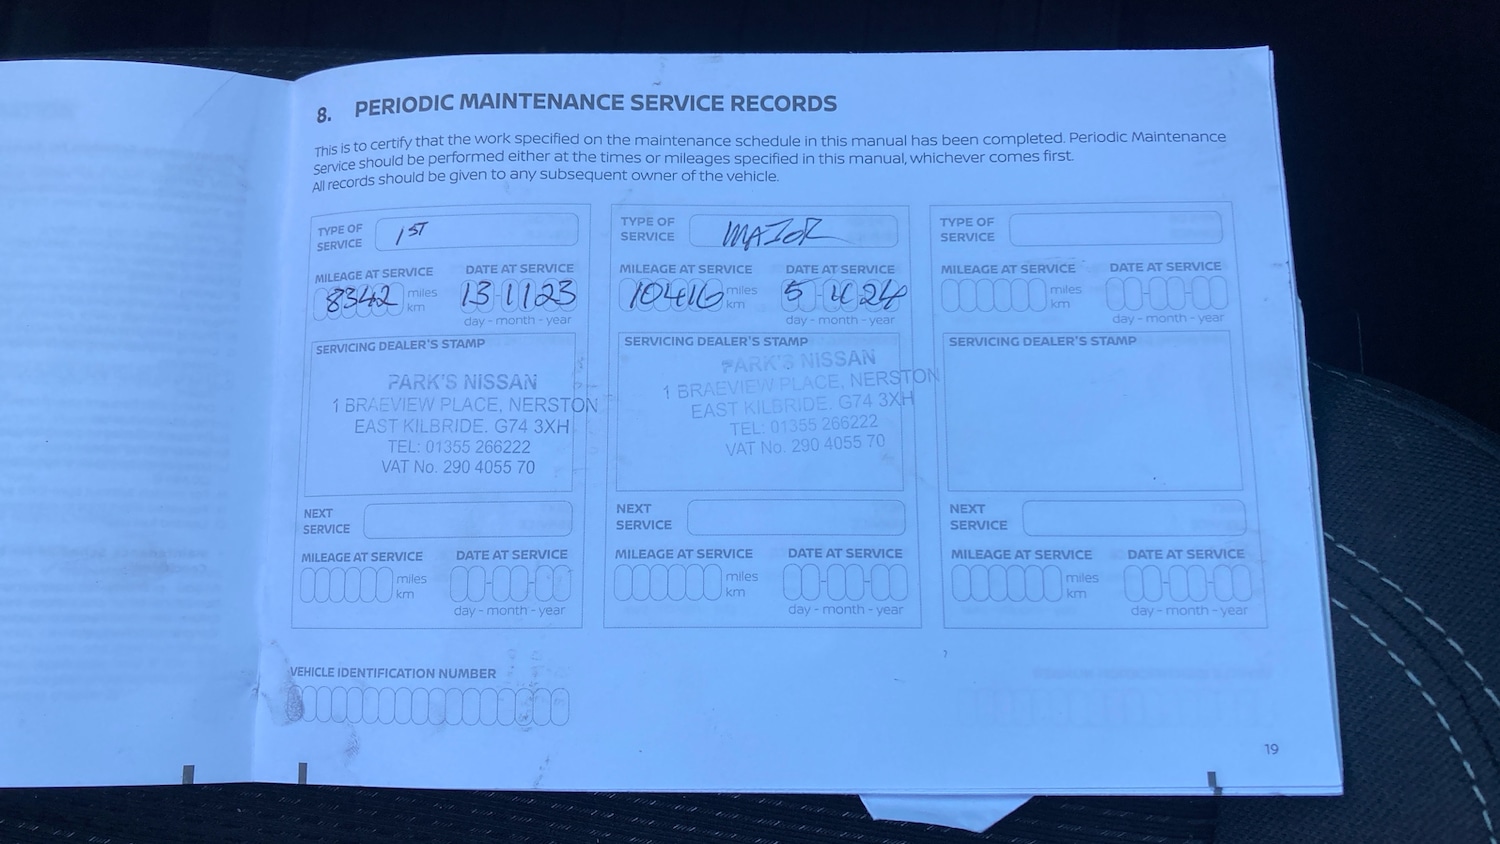 8. PERIODIC MAINTENANCE SERVICE RECORDS
This is to certify that the work specified on the maintenance schedule in this manual has been completed. Periodic Maintenance
Service should be performed either at the times or mileages specified in this manual, whichever comes first.
All records should be given to any subsequent owner of the vehicle.
TYPE OF
SERVICE
1ST
MILEAGE AT SERVICE
DATE AT SERVICE
8342
miles
km
13 11 23
day - month - year
SERVICING DEALER'S STAMP
PARK'S NISSAN
1 BRAEVIEW PLACE, NERSTON
EAST KILBRIDE. G74 3XH
TEL: 01355 266222
VAT No. 290 4055 70
NEXT
SERVICE
MILEAGE AT SERVICE
DATE AT SERVICE
miles
km
day - month - year
TYPE OF
SERVICE
MAJOR
MILEAGE AT SERVICE
DATE AT SERVICE
10416
miles
km
5 4 24
day - month - year
SERVICING DEALER'S STAMP
PARK'S NISSAN
1 BRAEVIEW PLACE, NERSTON
EAST KILBRIDE. G74 3XH
TEL: 01355 266222
VAT No. 290 4055 70
NEXT
SERVICE
MILEAGE AT SERVICE
DATE AT SERVICE
miles
km
day - month - year
TYPE OF
SERVICE
MILEAGE AT SERVICE
DATE AT SERVICE
miles
km
day - month - year
SERVICING DEALER'S STAMP
NEXT
SERVICE
MILEAGE AT SERVICE
DATE AT SERVICE
miles
km
day - month - year
VEHICLE IDENTIFICATION NUMBER
19